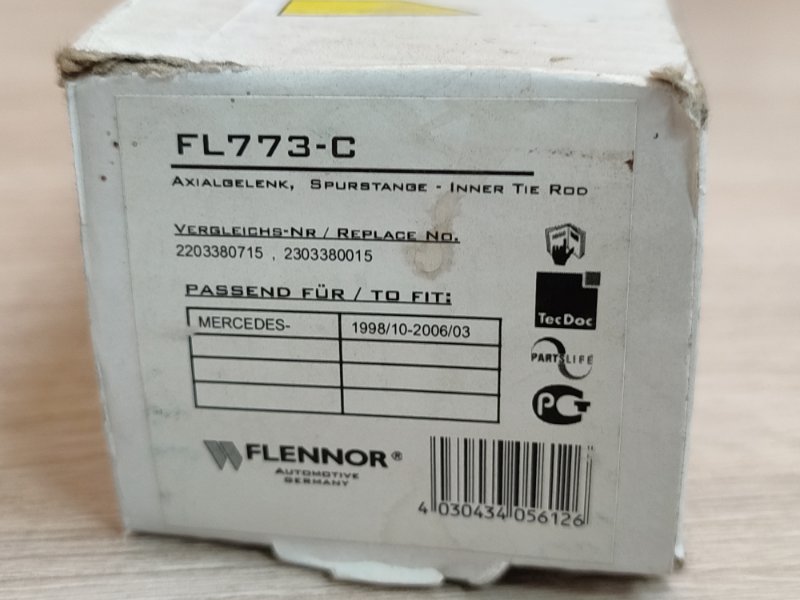 FL773-C
AXIALGELENK, SPURSTANGE - INNER TIE ROD
VERGLEICHS-NR / REPLACE NO.
2203380715 , 2303380015
PASSEND FÜR / TO FIT:
MERCEDES- 1998/10-2006/03
TecDoc
PARTSLIFE
PCT
FLENNOR®
AUTOMOTIVE
GERMANY
4 030434 056126